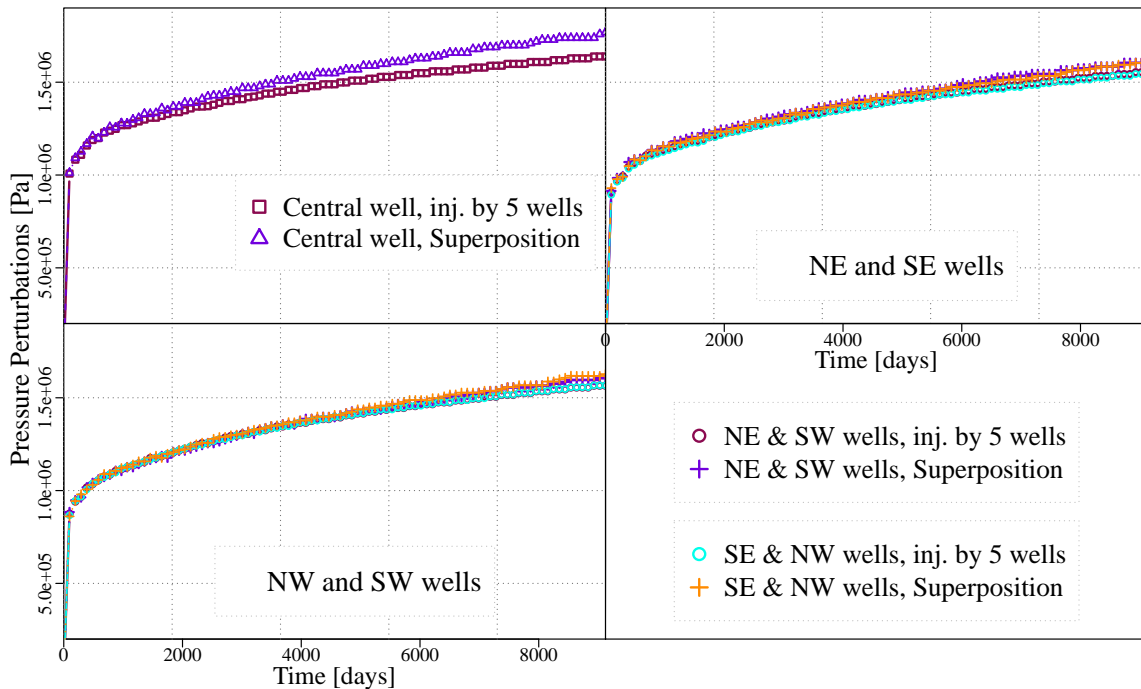 Pressure Perturbations [Pa]
5.0e+05
1.0e+06
1.5e+06
Central well, inj. by 5 wells
Central well, Superposition
NE and SE wells
0
2000
4000
6000
8000
Time [days]
5.0e+05
1.0e+06
1.5e+06
NW and SW wells
0
2000
4000
6000
8000
Time [days]
NE & SW wells, inj. by 5 wells
NE & SW wells, Superposition
SE & NW wells, inj. by 5 wells
SE & NW wells, Superposition